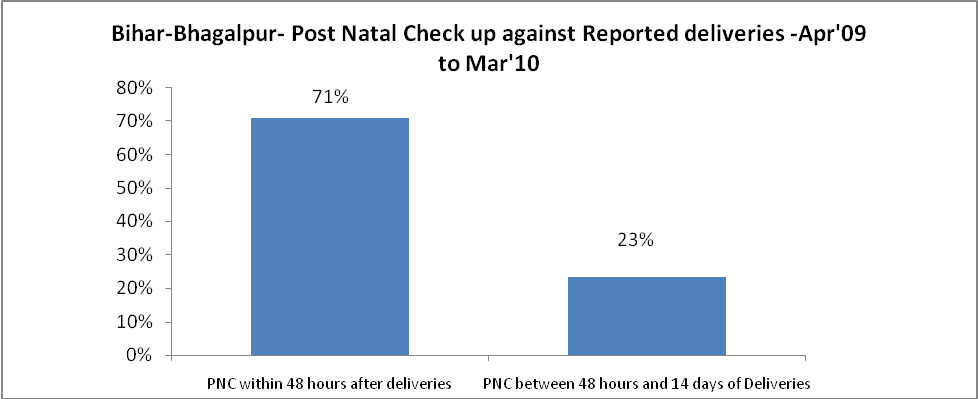 Bihar-Bhagalpur- Post Natal Check up against Reported deliveries -Apr'09
to Mar'10
80%
70%
60%
50%
40%
30%
20%
10%
0%
71%
23%
PNC within 48 hours after deliveries
PNC between 48 hours and 14 days of Deliveries